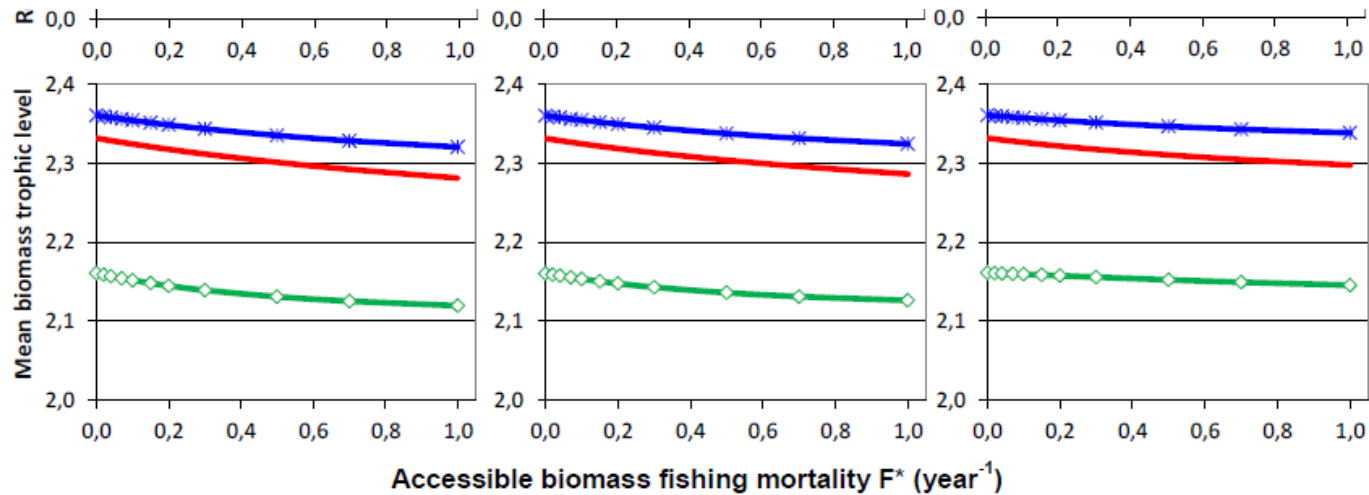 R 0,0 0,0 0,0
0,0 0,2 0,4 0,6 0,8 1,0 0,0 0,2 0,4 0,6 0,8 1,0 0,0 0,2 0,4 0,6 0,8 1,0
Mean biomass trophic level
2,4 2,4 2,4
2,3 2,3 2,3
2,2 2,2 2,2
2,1 2,1 2,1
2,0 2,0 2,0
0,0 0,2 0,4 0,6 0,8 1,0 0,0 0,2 0,4 0,6 0,8 1,0 0,0 0,2 0,4 0,6 0,8 1,0
Accessible biomass fishing mortality F* (year⁻¹)